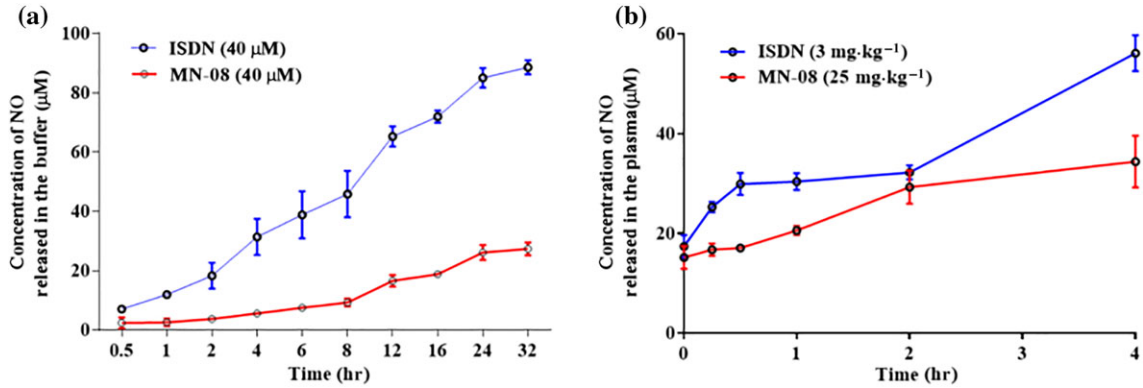 (a)
Concentration of NO
released in the buffer (μM)
100
80
60
40
20
0
ISDN (40 μM)
MN-08 (40 μM)
0.5 1 2 4 6 8 12 16 24 32
Time (hr)
(b)
Concentration of NO
released in the plasma(μM)
60
40
20
0
ISDN (3 mg·kg⁻¹)
MN-08 (25 mg·kg⁻¹)
0 1 2 3 4
Time (hr)